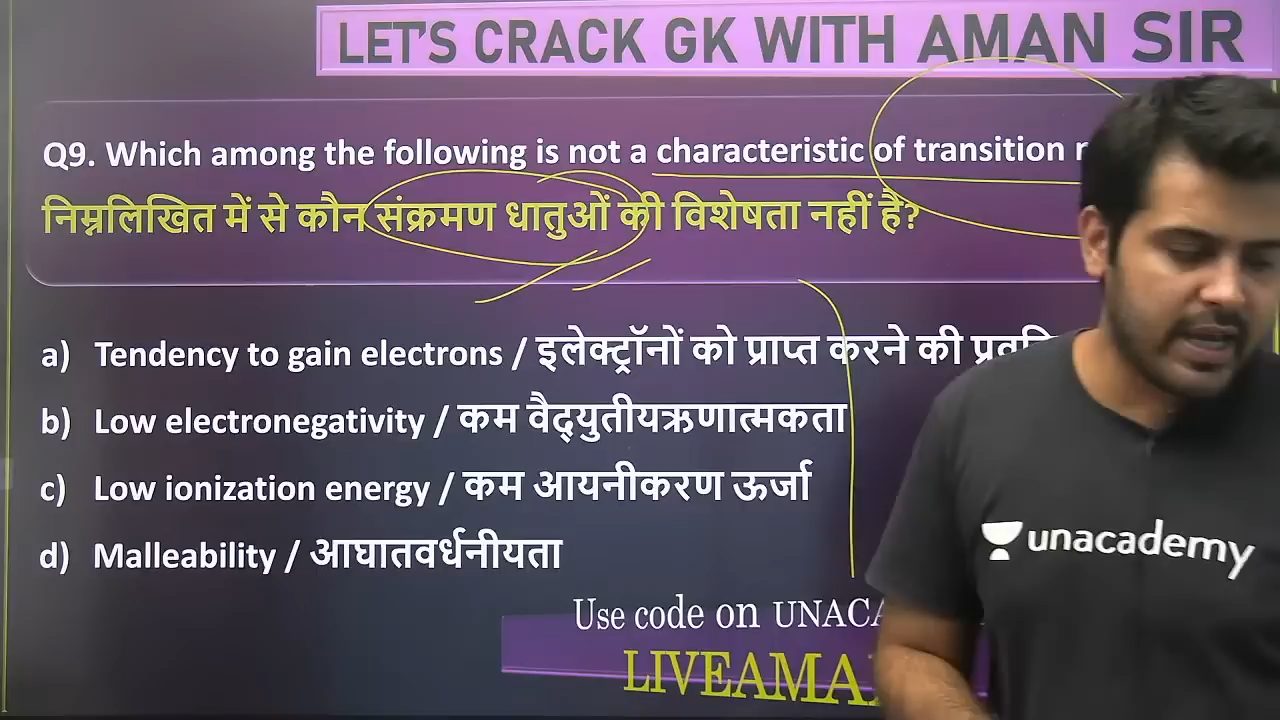 LET'S CRACK GK WITH AMAN SIR
Q9. Which among the following is not a characteristic of transition
निम्नलिखित में से कौन संक्रमण धातुओं की विशेषता नहीं है?
a) Tendency to gain electrons / इलेक्ट्रॉनों को प्राप्त करने की
b) Low electronegativity / कम वैद्युतीयऋणात्मकता
c) Low ionization energy / कम आयनीकरण ऊर्जा
d) Malleability / आघातवर्धनीयता
unacademy
Use code on